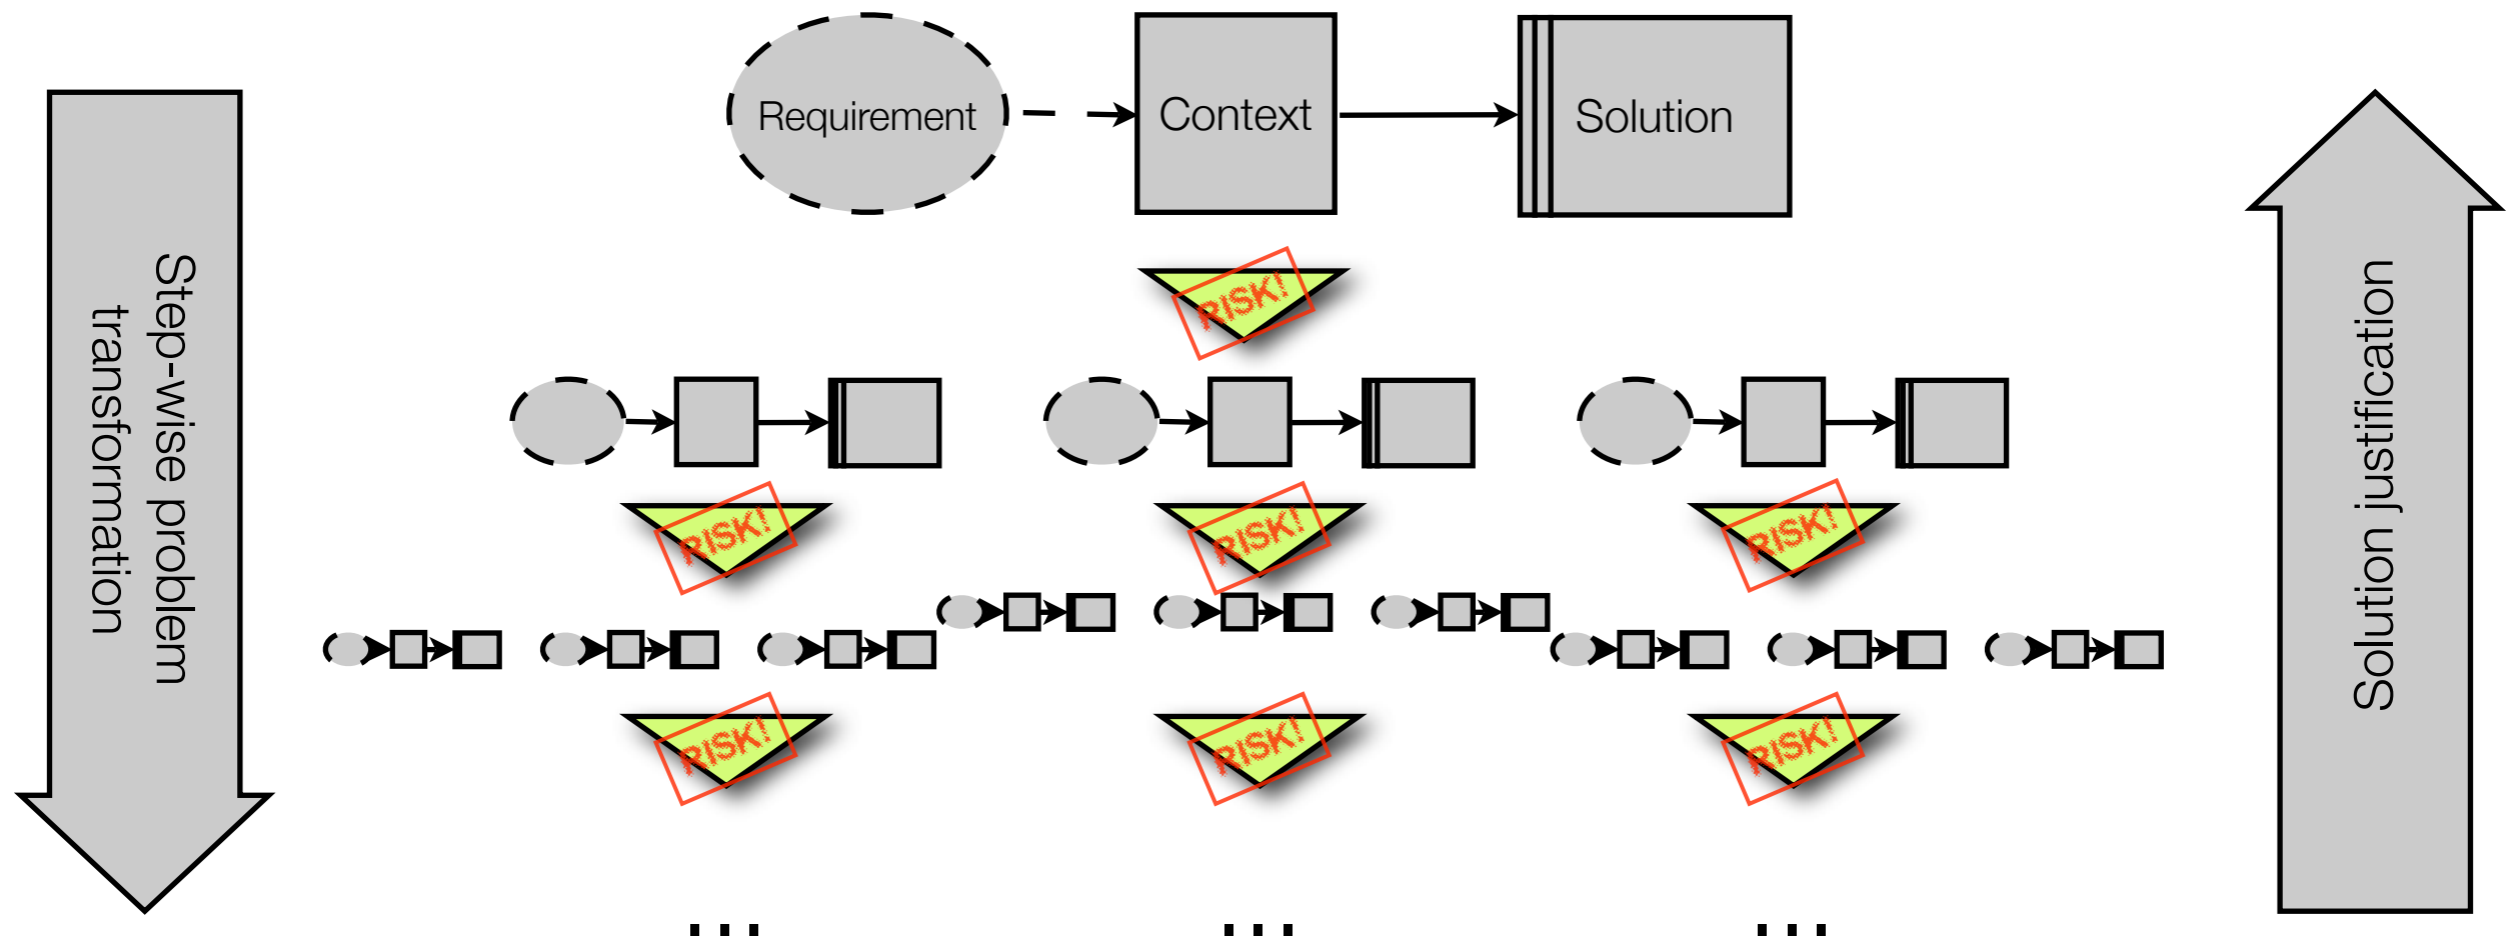 Requirement
Context
Solution
Step-wise problem
transformation
Solution justification
RISK!
RISK!
RISK!
RISK!
RISK!
RISK!
RISK!
...
...
...